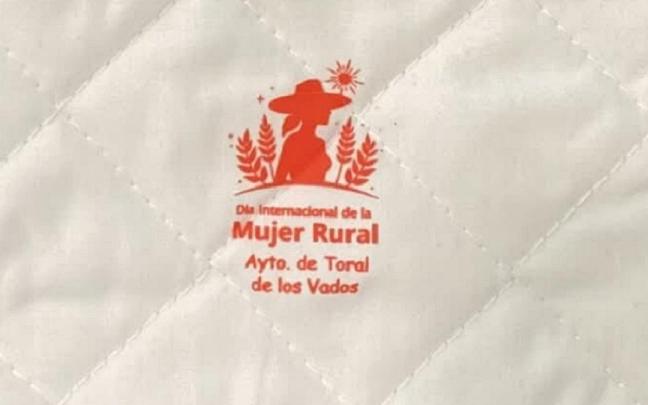 Día Internacional de la
Mujer Rural
Ayto. de Toral
de los Vados